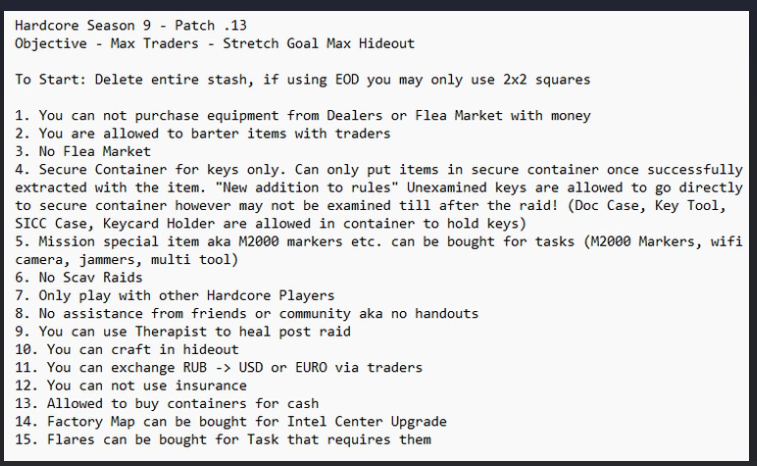 Hardcore Season 9 - Patch .13
Objective - Max Traders - Stretch Goal Max Hideout
To Start: Delete entire stash, if using EOD you may only use 2x2 squares
1. You can not purchase equipment from Dealers or Flea Market with money
2. You are allowed to barter items with traders
3. No Flea Market
4. Secure Container for keys only. Can only put items in secure container once successfully
extracted with the item. "New addition to rules" Unexamined keys are allowed to go directly
to secure container however may not be examined till after the raid! (Doc Case, Key Tool,
SICC Case, Keycard Holder are allowed in container to hold keys)
5. Mission special item aka M2000 markers etc. can be bought for tasks (M2000 Markers, wifi
camera, jammers, multi tool)
6. No Scav Raids
7. Only play with other Hardcore Players
8. No assistance from friends or community aka no handouts
9. You can use Therapist to heal post raid
10. You can craft in hideout
11. You can exchange RUB -> USD or EURO via traders
12. You can not use insurance
13. Allowed to buy containers for cash
14. Factory Map can be bought for Intel Center Upgrade
15. Flares can be bought for Task that requires them